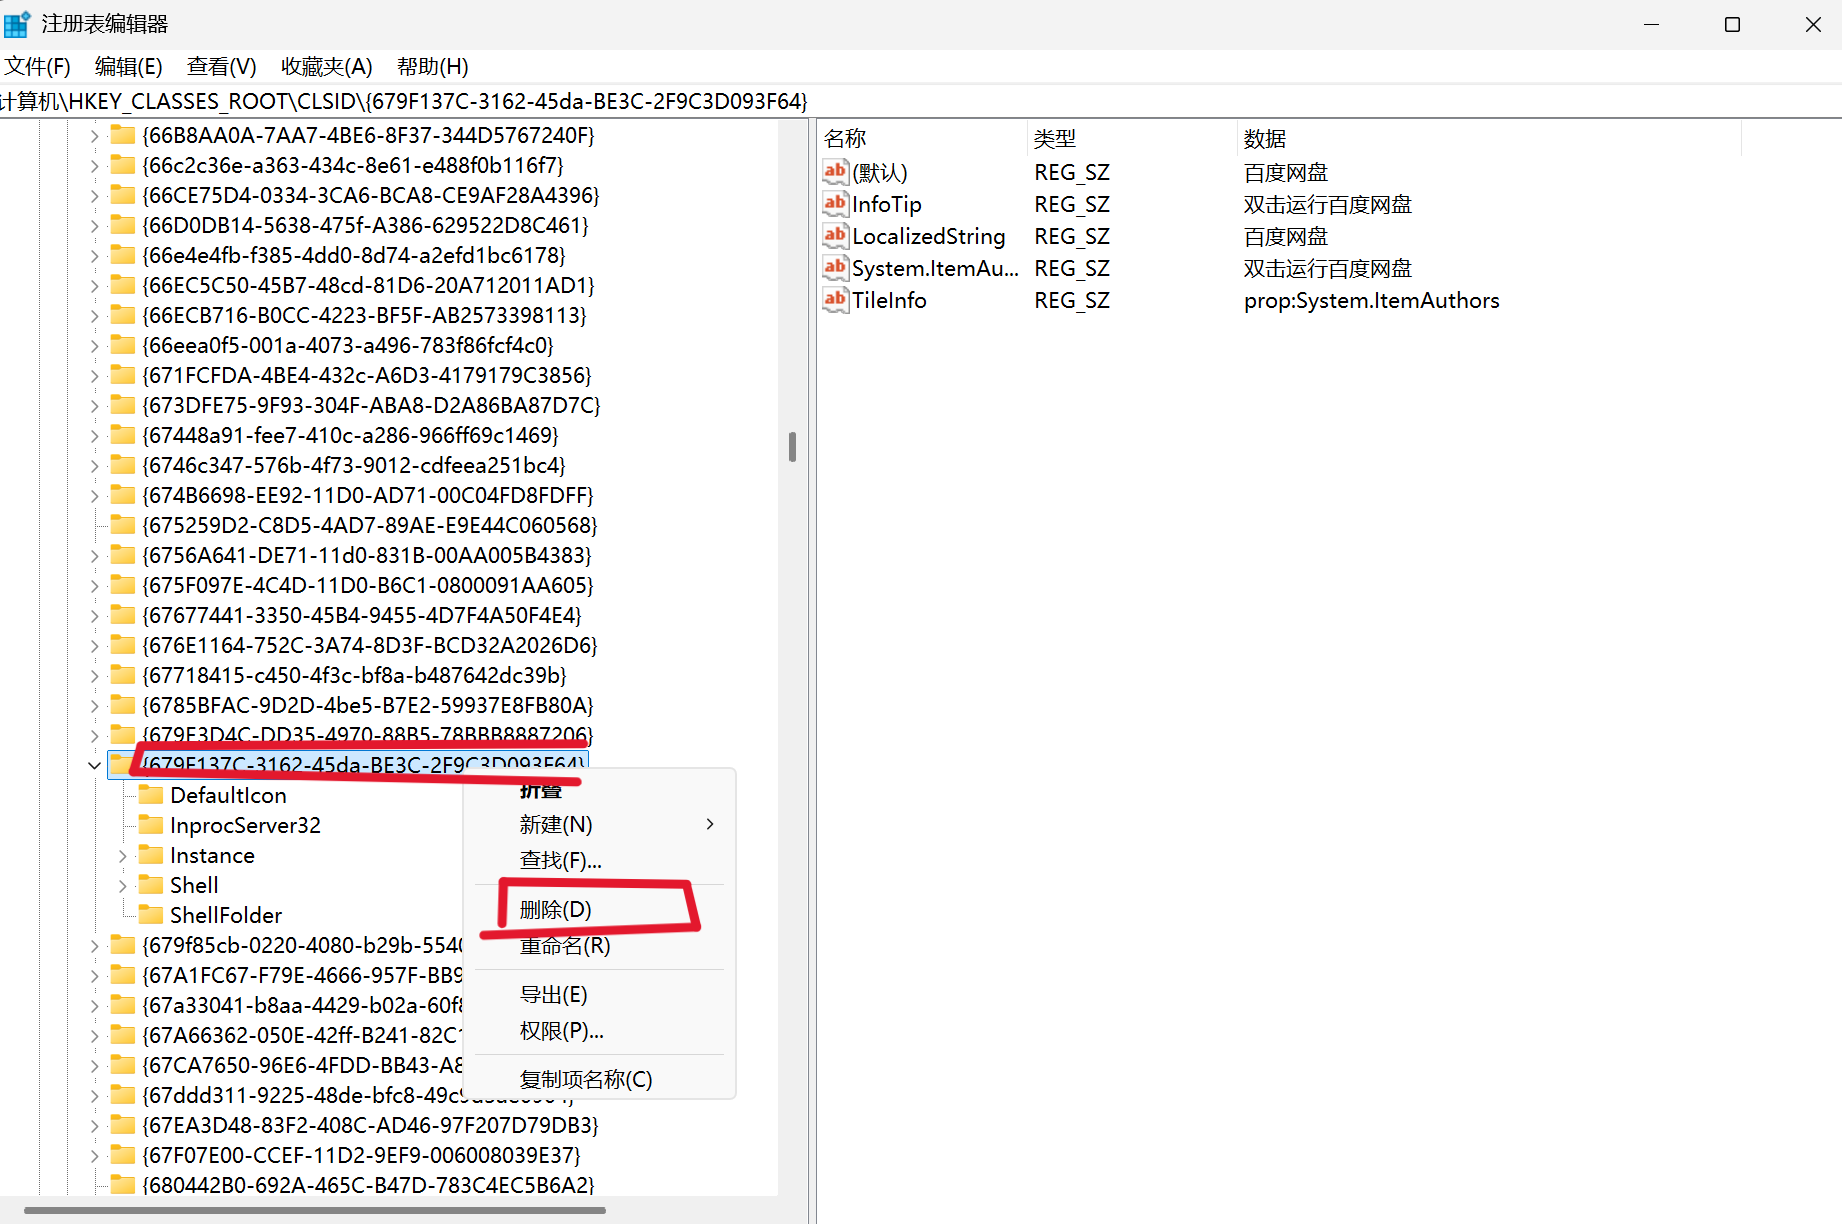 注册表编辑器
文件(F) 编辑(E) 查看(V) 收藏夹(A) 帮助(H)
计算机\HKEY_CLASSES_ROOT\CLSID\{679F137C-3162-45da-BE3C-2F9C3D093F64}
{66B8AA0A-7AA7-4BE6-8F37-344D5767240F}
{66c2c36e-a363-434c-8e61-e488f0b116f7}
{66CE75D4-0334-3CA6-BCA8-CE9AF28A4396}
{66D0DB14-5638-475f-A386-629522D8C461}
{66e4e4fb-f385-4dd0-8d74-a2efd1bc6178}
{66EC5C50-45B7-48cd-81D6-20A712011AD1}
{66ECB716-B0CC-4223-BF5F-AB2573398113}
{66eea0f5-001a-4073-a496-783f86fcf4c0}
{671FCFDA-4BE4-432c-A6D3-4179179C3856}
{673DFE75-9F93-304F-ABA8-D2A86BA87D7C}
{67448a91-fee7-410c-a286-966ff69c1469}
{6746c347-576b-4f73-9012-cdfeea251bc4}
{674B6698-EE92-11D0-AD71-00C04FD8FDFF}
{675259D2-C8D5-4AD7-89AE-E9E44C060568}
{6756A641-DE71-11d0-831B-00AA005B4383}
{675F097E-4C4D-11D0-B6C1-0800091AA605}
{67677441-3350-45B4-9455-4D7F4A50F4E4}
{676E1164-752C-3A74-8D3F-BCD32A2026D6}
{67718415-c450-4f3c-bf8a-b487642dc39b}
{6785BFAC-9D2D-4be5-B7E2-59937E8FB80A}
{679E3D4C-DD35-4970-88B5-78BBB8887206}
{679F137C-3162-45da-BE3C-2F9C3D093F64}
DefaultIcon
InprocServer32
Instance
Shell
ShellFolder
{679f85cb-0220-4080-b29b-5540
{67A1FC67-F79E-4666-957F-BB9
{67a33041-b8aa-4429-b02a-60f8
{67A66362-050E-42ff-B241-82C1
{67CA7650-96E6-4FDD-BB43-A8
{67ddd311-9225-48de-bfc8-49c9
{67EA3D48-83F2-408C-AD46-97F207D79DB3}
{67F07E00-CCEF-11D2-9EF9-006008039E37}
{680442B0-692A-465C-B47D-783C4EC5B6A2}
折叠
新建(N)
查找(F)...
删除(D)
重命名(R)
导出(E)
权限(P)...
复制项名称(C)
名称 类型 数据
(默认) REG_SZ 百度网盘
InfoTip REG_SZ 双击运行百度网盘
LocalizedString REG_SZ 百度网盘
System.ItemAu... REG_SZ 双击运行百度网盘
TileInfo REG_SZ prop:System.ItemAuthors